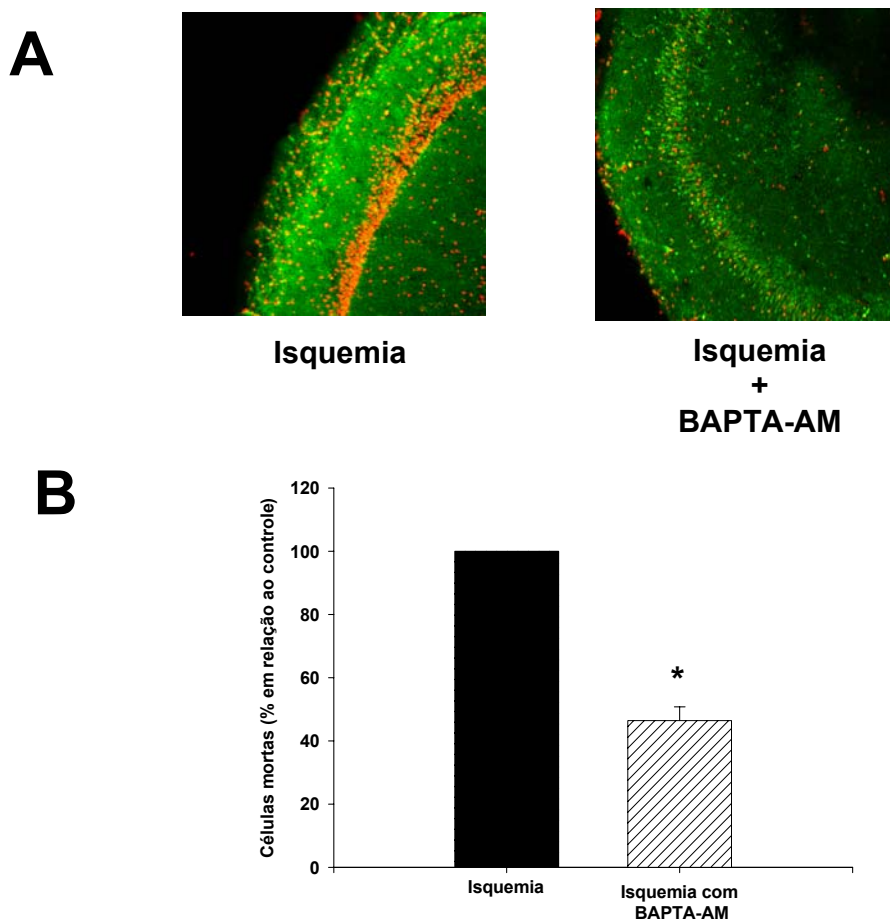 A
Isquemia
Isquemia
+
BAPTA-AM
B
Células mortas (% em relação ao controle)
120
100
80
60
40
20
0
*
Isquemia
Isquemia com
BAPTA-AM